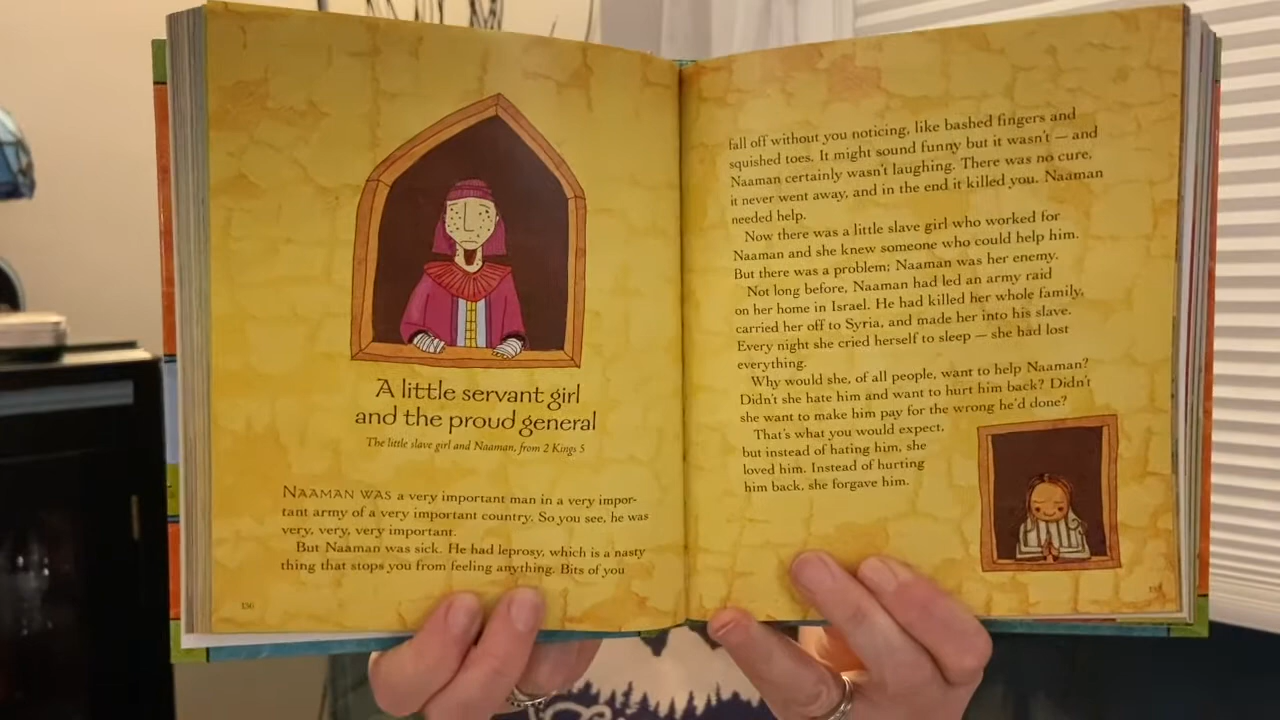 A little servant girl
and the proud general
The little slave girl and Naaman, from 2 Kings 5
NAAMAN WAS a very important man in a very impor-
tant army of a very important country. So you see, he was
very, very, very important.
But Naaman was sick. He had leprosy, which is a nasty
thing that stops you from feeling anything. Bits of you
136
fall off without you noticing, like bashed fingers and
squished toes. It might sound funny but it wasn't — and
Naaman certainly wasn't laughing. There was no cure,
it never went away, and in the end it killed you. Naaman
needed help.
Now there was a little slave girl who worked for
Naaman and she knew someone who could help him.
But there was a problem; Naaman was her enemy.
Not long before, Naaman had led an army raid
on her home in Israel. He had killed her whole family,
carried her off to Syria, and made her into his slave.
Every night she cried herself to sleep — she had lost
everything.
Why would she, of all people, want to help Naaman?
Didn't she hate him and want to hurt him back? Didn't
she want to make him pay for the wrong he'd done?
That's what you would expect,
but instead of hating him, she
loved him. Instead of hurting
him back, she forgave him.